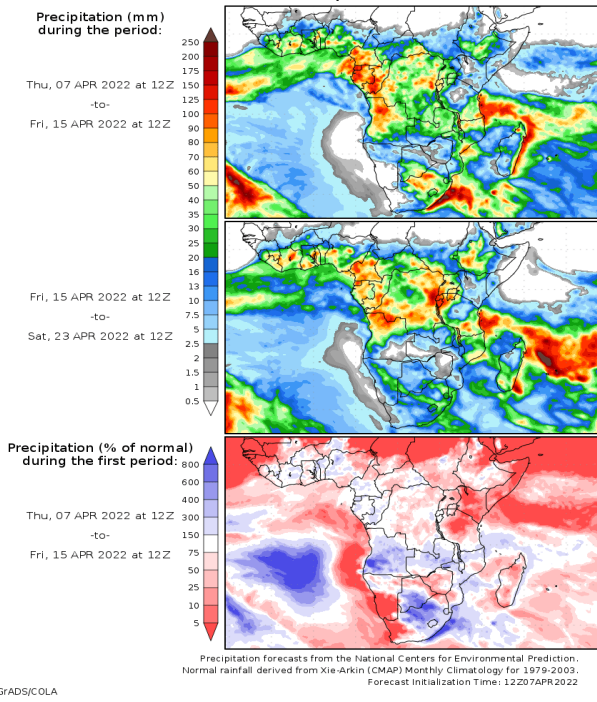 Precipitation (mm)
during the period:
250
200
175
150
125
100
90
80
70
60
50
40
35
30
25
20
16
13
10
7.5
5
2.5
2
1.5
1
0.5
Thu, 07 APR 2022 at 12Z
-to-
Fri, 15 APR 2022 at 12Z
Fri, 15 APR 2022 at 12Z
-to-
Sat, 23 APR 2022 at 12Z
Precipitation (% of normal)
during the first period:
800
600
400
300
150
75
50
25
10
5
Thu, 07 APR 2022 at 12Z
-to-
Fri, 15 APR 2022 at 12Z
Precipitation forecasts from the National Centers for Environmental Prediction.
Normal rainfall derived from Xie-Arkin (CMAP) Monthly Climatology for 1979-2003.
Forecast Initialization Time: 12Z07APR2022
GrADS/COLA